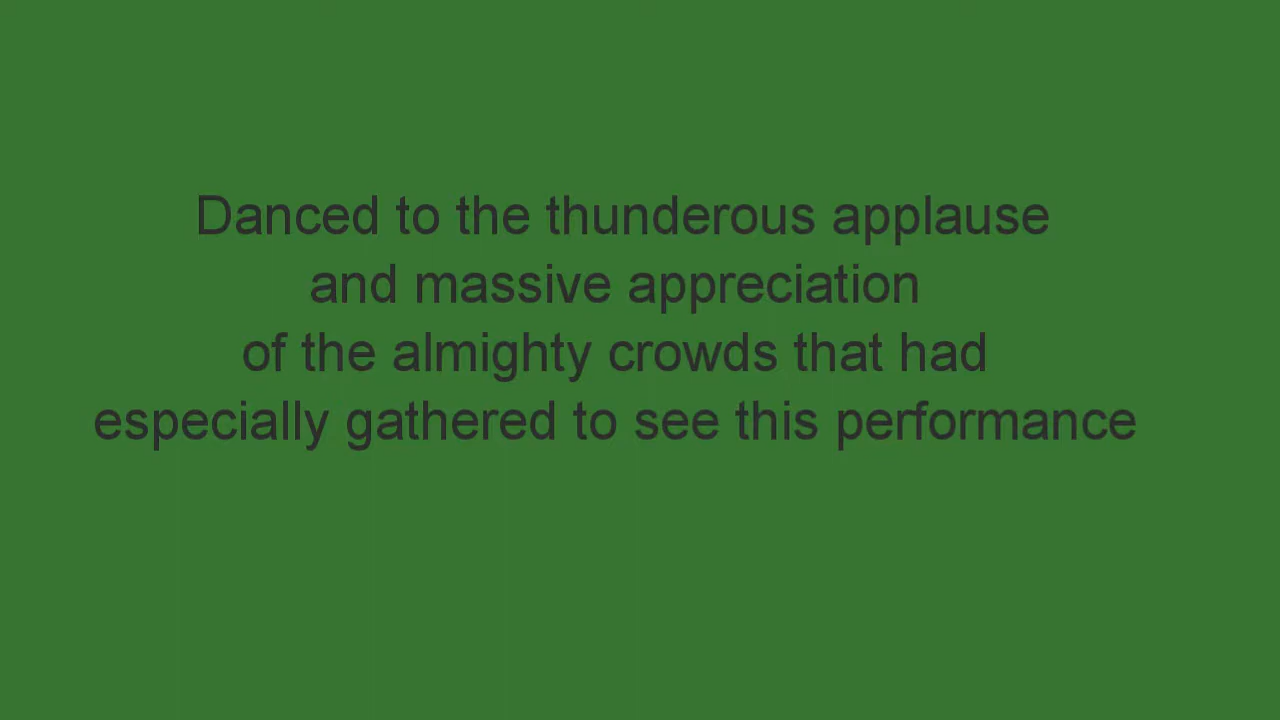 Danced to the thunderous applause
and massive appreciation
of the almighty crowds that had
especially gathered to see this performance